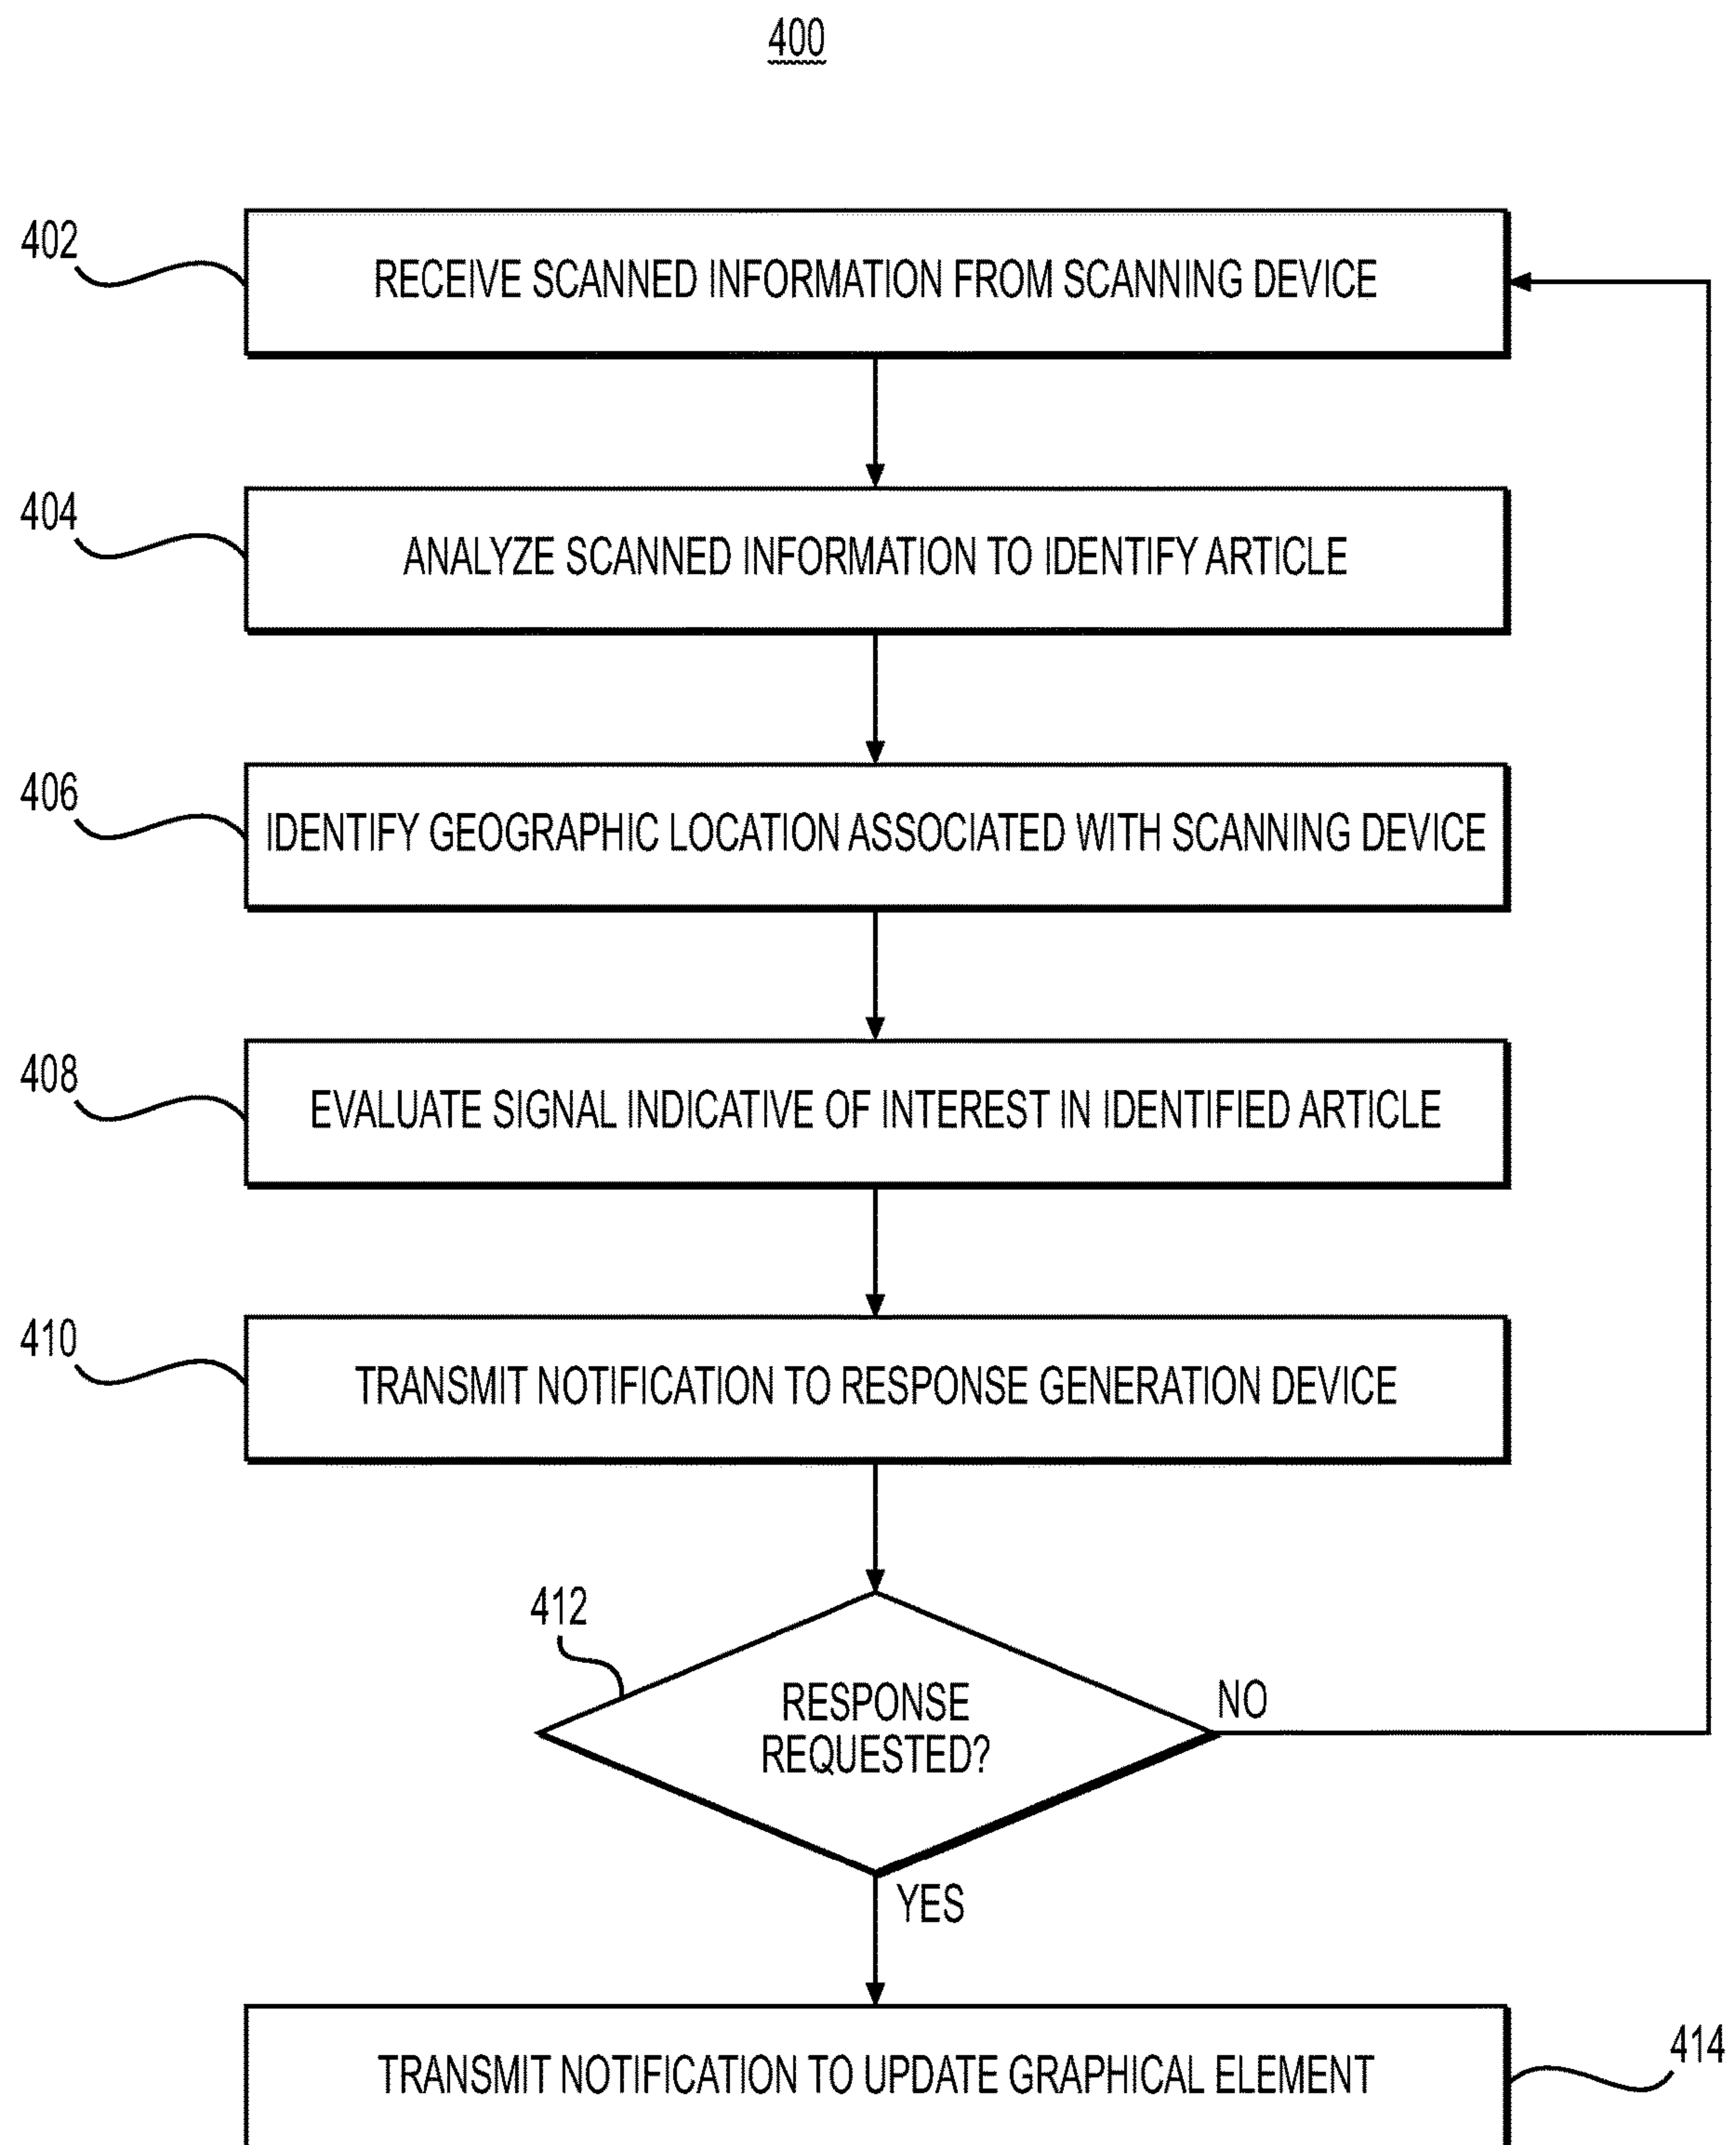 400
402
RECEIVE SCANNED INFORMATION FROM SCANNING DEVICE
404
ANALYZE SCANNED INFORMATION TO IDENTIFY ARTICLE
406
IDENTIFY GEOGRAPHIC LOCATION ASSOCIATED WITH SCANNING DEVICE
408
EVALUATE SIGNAL INDICATIVE OF INTEREST IN IDENTIFIED ARTICLE
410
TRANSMIT NOTIFICATION TO RESPONSE GENERATION DEVICE
412
RESPONSE
REQUESTED?
NO
YES
TRANSMIT NOTIFICATION TO UPDATE GRAPHICAL ELEMENT
414